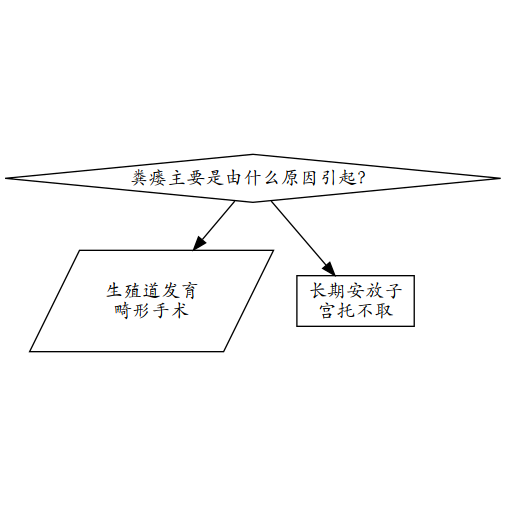 粪瘘主要是由什么原因引起?
生殖道发育
畸形手术
长期安放子
宫托不取